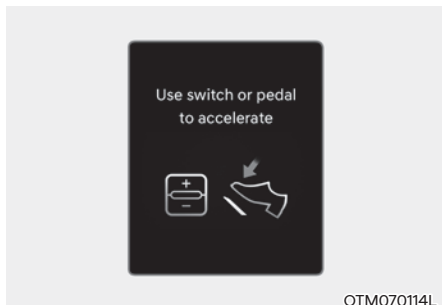 Use switch or pedal
to accelerate
+
−
OTM070114L